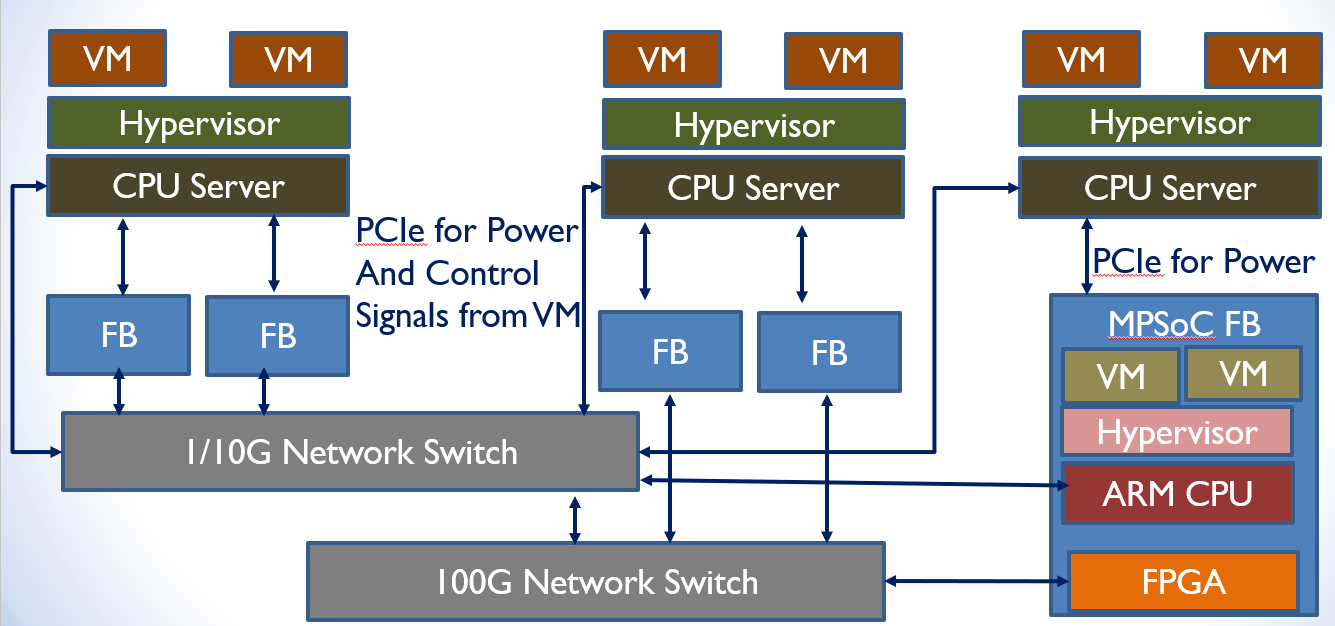 VM
VM
VM
VM
VM
VM
Hypervisor
Hypervisor
Hypervisor
CPU Server
CPU Server
CPU Server
PCIe for Power
And Control
Signals from VM
PCIe for Power
FB
FB
FB
FB
MPSoC FB
VM
VM
Hypervisor
ARM CPU
FPGA
1/10G Network Switch
100G Network Switch